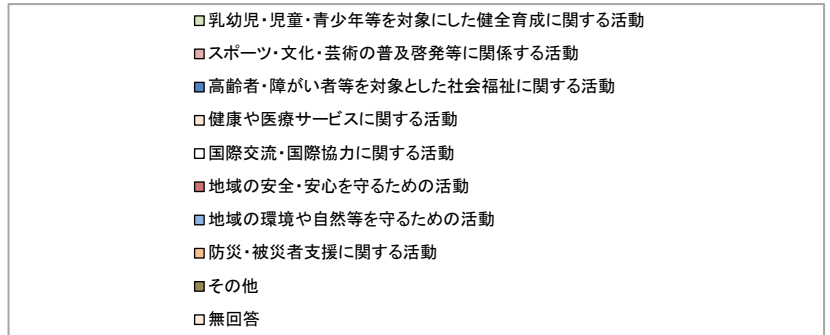 乳幼児・児童・青少年等を対象にした健全育成に関する活動
スポーツ・文化・芸術の普及啓発等に関係する活動
高齢者・障がい者等を対象とした社会福祉に関する活動
健康や医療サービスに関する活動
国際交流・国際協力に関する活動
地域の安全・安心を守るための活動
地域の環境や自然等を守るための活動
防災・被災者支援に関する活動
その他
無回答